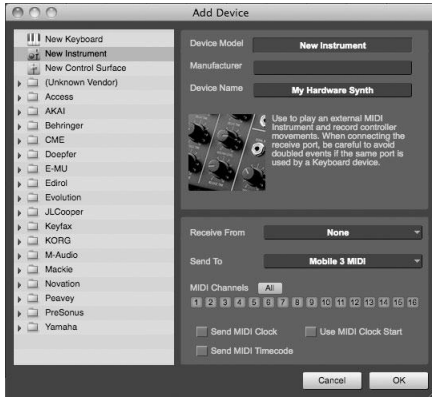 Add Device
New Keyboard
New Instrument
New Control Surface
(Unknown Vendor)
Access
AKAI
Behringer
CME
Doepfer
E-MU
Edirol
Evolution
JLCooper
Keyfax
KORG
M-Audio
Mackie
Novation
Peavey
PreSonus
Yamaha
Device Model New Instrument
Manufacturer
Device Name My Hardware Synth
Use to play an external MIDI
Instrument and record controller
movements. When connecting the
receive port, be careful to avoid
doubled events if the same port is
used by a Keyboard device.
Receive From None
Send To Mobile 3 MIDI
MIDI Channels All
1 2 3 4 5 6 7 8 9 10 11 12 13 14 15 16
Send MIDI Clock Use MIDI Clock Start
Send MIDI Timecode
Cancel OK